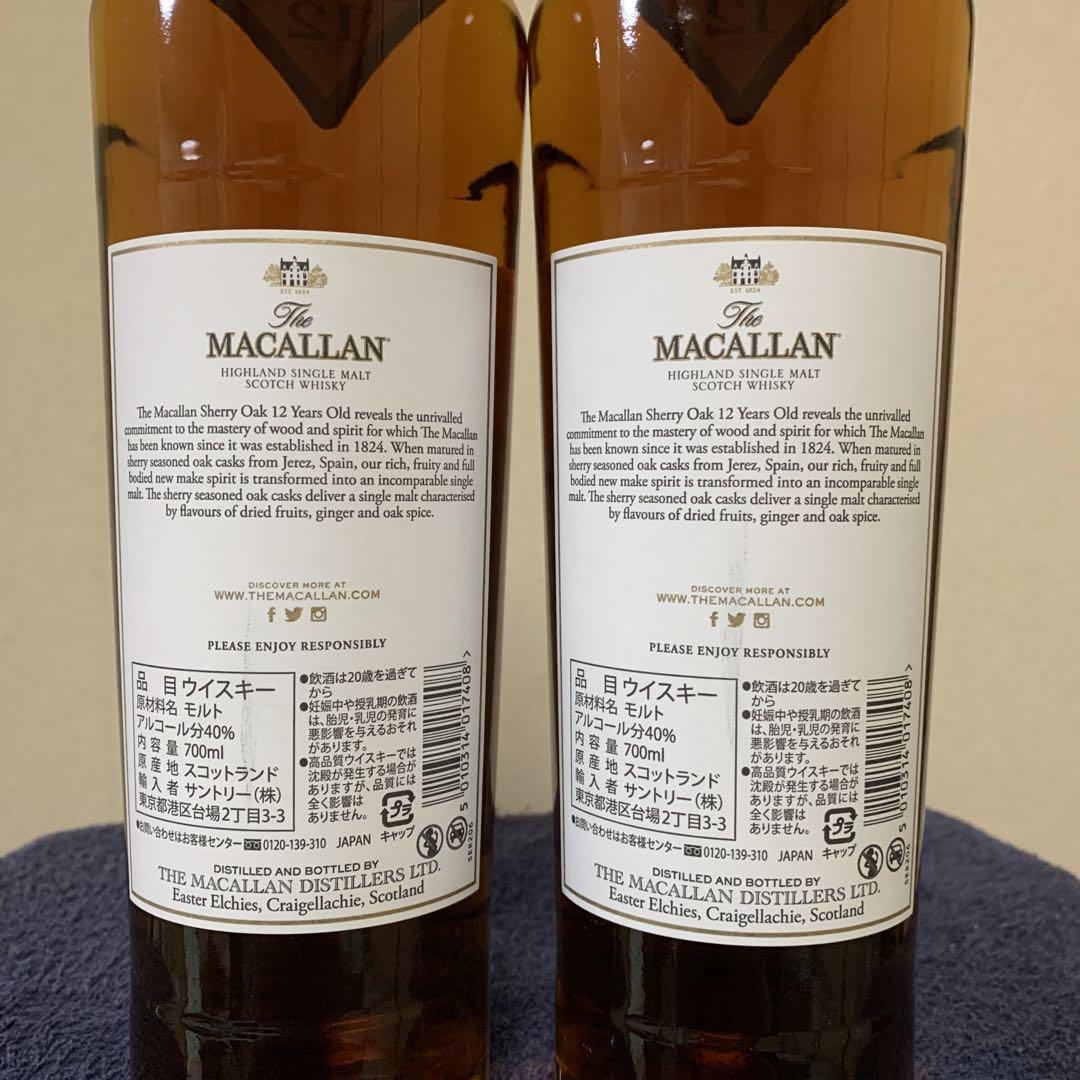 EST. 1824
The
MACALLAN
HIGHLAND SINGLE MALT
SCOTCH WHISKY
The Macallan Sherry Oak 12 Years Old reveals the unrivalled
commitment to the mastery of wood and spirit for which The Macallan
has been known since it was established in 1824. When matured in
sherry seasoned oak casks from Jerez, Spain, our rich, fruity and full
bodied new make spirit is transformed into an incomparable single
malt. The sherry seasoned oak casks deliver a single malt characterised
by flavours of dried fruits, ginger and oak spice.
DISCOVER MORE AT
WWW.THEMACALLAN.COM
PLEASE ENJOY RESPONSIBLY
品目 ウイスキー
原材料名 モルト
アルコール分40%
内容量 700ml
原産地 スコットランド
輸入者 サントリー(株)
東京都港区台場2丁目3-3
●飲酒は20歳を過ぎて
から
●妊娠中や授乳期の飲酒
は、胎児・乳児の発育に
悪影響を与えるおそれ
があります。
●高品質ウイスキーでは
沈殿が発生する場合が
ありますが、品質には
全く影響は
ありません。
プラ
キャップ
5 010314 017408 >
●お問い合わせはお客様センター 0120-139-310 JAPAN
SER206
DISTILLED AND BOTTLED BY
THE MACALLAN DISTILLERS LTD.
Easter Elchies, Craigellachie, Scotland
EST. 1824
The
MACALLAN
HIGHLAND SINGLE MALT
SCOTCH WHISKY
The Macallan Sherry Oak 12 Years Old reveals the unrivalled
commitment to the mastery of wood and spirit for which The Macallan
has been known since it was established in 1824. When matured in
sherry seasoned oak casks from Jerez, Spain, our rich, fruity and full
bodied new make spirit is transformed into an incomparable single
malt. The sherry seasoned oak casks deliver a single malt characterised
by flavours of dried fruits, ginger and oak spice.
DISCOVER MORE AT
WWW.THEMACALLAN.COM
PLEASE ENJOY RESPONSIBLY
品目 ウイスキー
原材料名 モルト
アルコール分40%
内容量 700ml
原産地 スコットランド
輸入者 サントリー(株)
東京都港区台場2丁目3-3
●飲酒は20歳を過ぎて
から
●妊娠中や授乳期の飲酒
は、胎児・乳児の発育に
悪影響を与えるおそれ
があります。
●高品質ウイスキーでは
沈殿が発生する場合が
ありますが、品質には
全く影響は
ありません。
プラ
キャップ
5 010314 017408 >
●お問い合わせはお客様センター 0120-139-310 JAPAN
SER206
DISTILLED AND BOTTLED BY
THE MACALLAN DISTILLERS LTD.
Easter Elchies, Craigellachie, Scotland